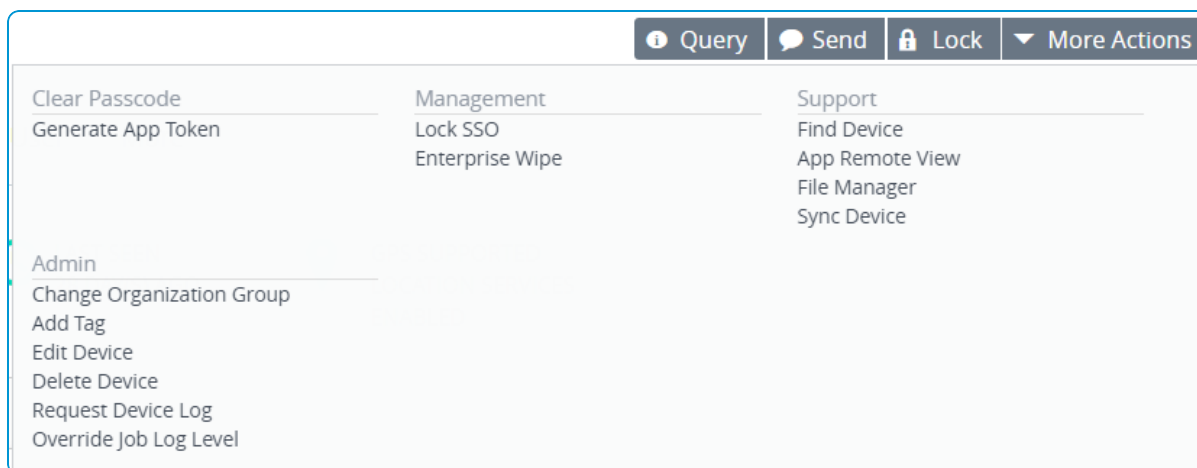 Query Send Lock More Actions
Clear Passcode
Generate App Token
Management
Lock SSO
Enterprise Wipe
Support
Find Device
App Remote View
File Manager
Sync Device
Admin
Change Organization Group
Add Tag
Edit Device
Delete Device
Request Device Log
Override Job Log Level